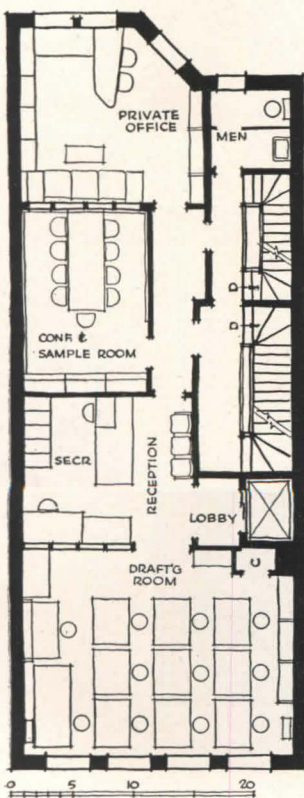 PRIVATE
OFFICE
MEN
D
D
CONF &
SAMPLE ROOM
SECR
RECEPTION
LOBBY
C
DRAFT'G
ROOM
0 5 10 20